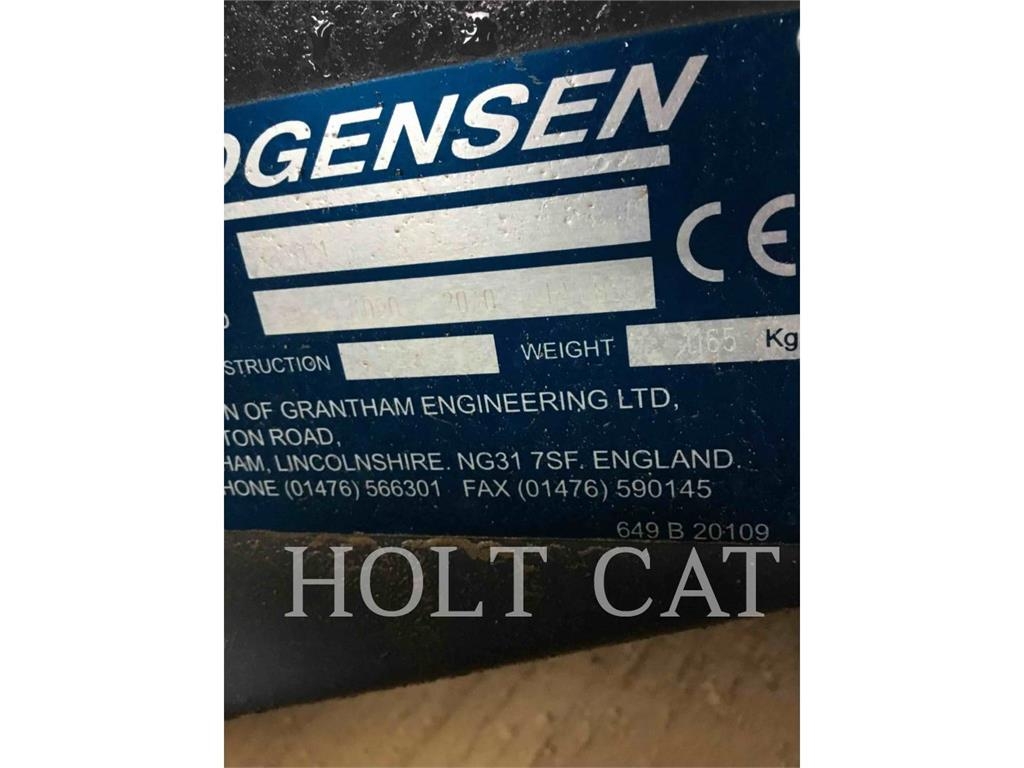 OGENSEN
CE
STRUCTION WEIGHT 1165 Kg
N OF GRANTHAM ENGINEERING LTD,
TON ROAD,
HAM, LINCOLNSHIRE. NG31 7SF. ENGLAND.
HONE (01476) 566301 FAX (01476) 590145
649 B 20109
HOLT CAT